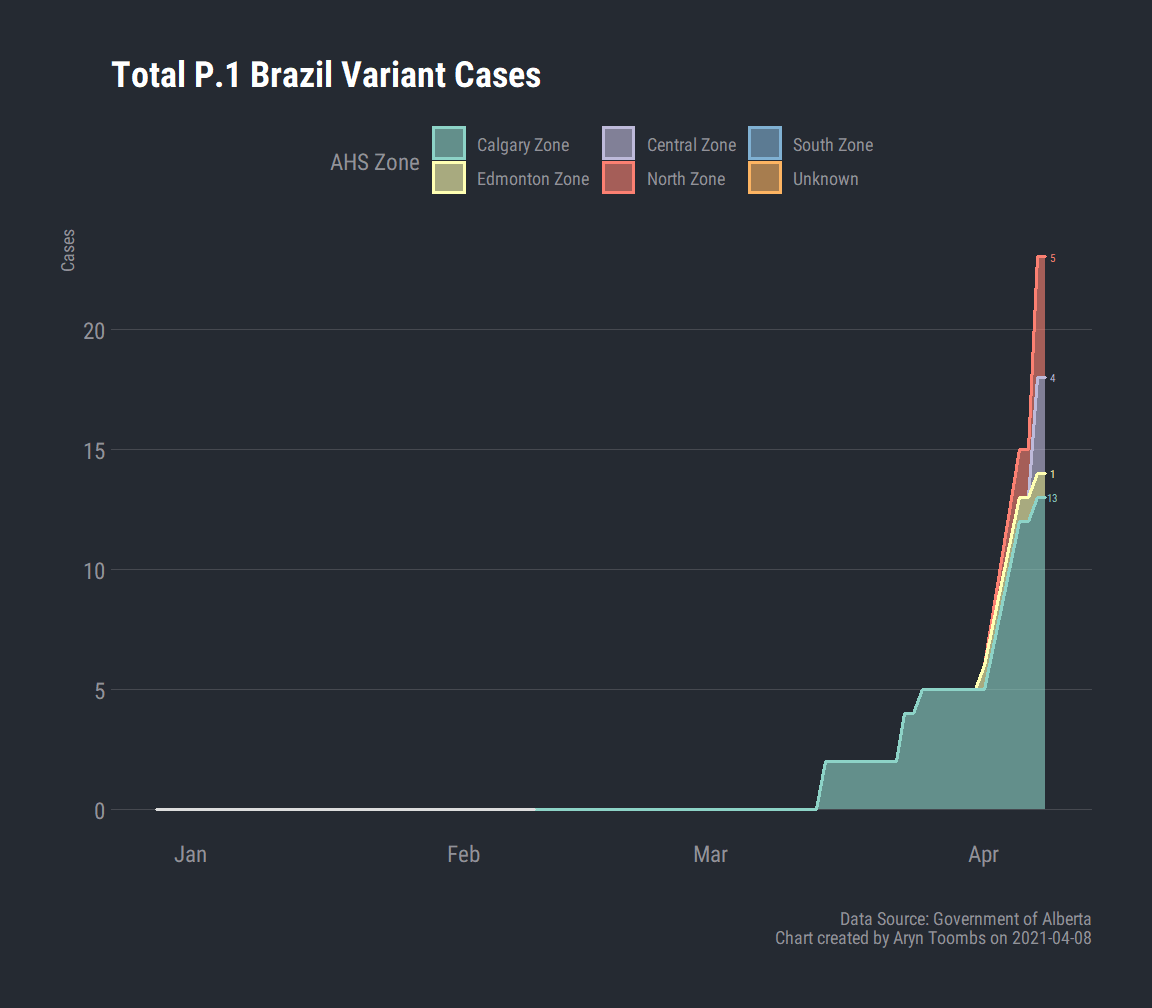 Total P.1 Brazil Variant Cases
AHS Zone
Calgary Zone
Central Zone
South Zone
Edmonton Zone
North Zone
Unknown
Cases
5
20
4
15
1
13
10
5
0
Jan
Feb
Mar
Apr
Data Source: Government of Alberta
Chart created by Aryn Toombs on 2021-04-08